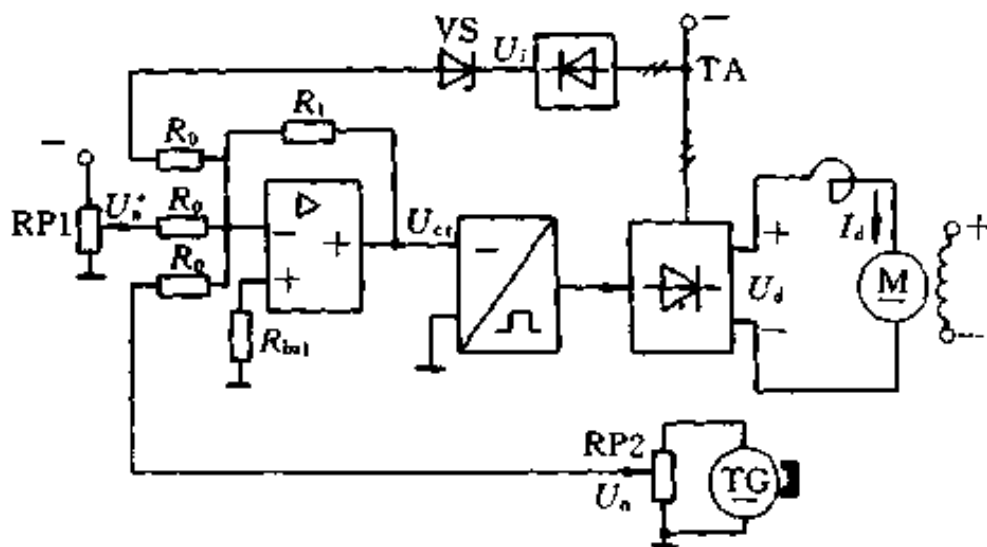 VS
U_i
−
TA
R_1
−
R_0
RP1
U_n^*
R_0
R_0
−
+
+
U_ct
−
R_bal
+
U_d
−
I_d
M
+
−
RP2
U_n
TG